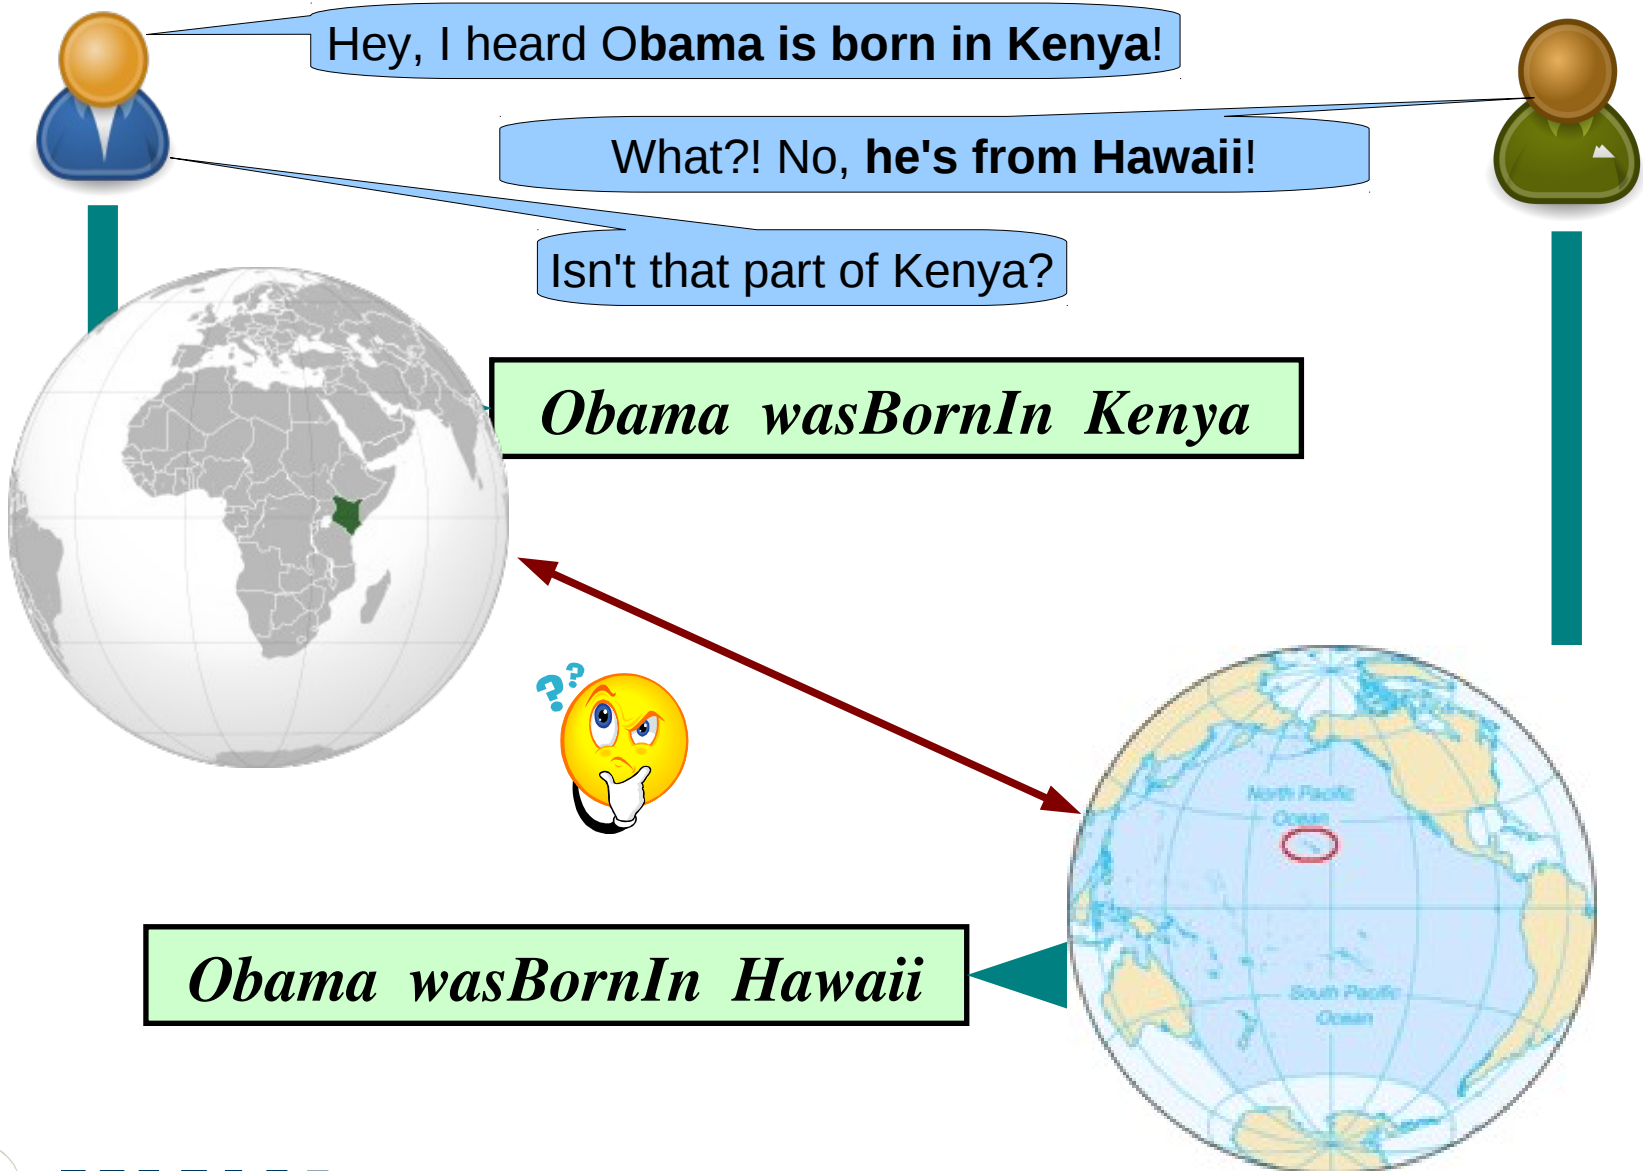 Hey, I heard Obama is born in Kenya!
What?! No, he's from Hawaii!
Isn't that part of Kenya?
Obama wasBornIn Kenya
? ?
North Pacific
Ocean
Obama wasBornIn Hawaii
South Pacific
Ocean